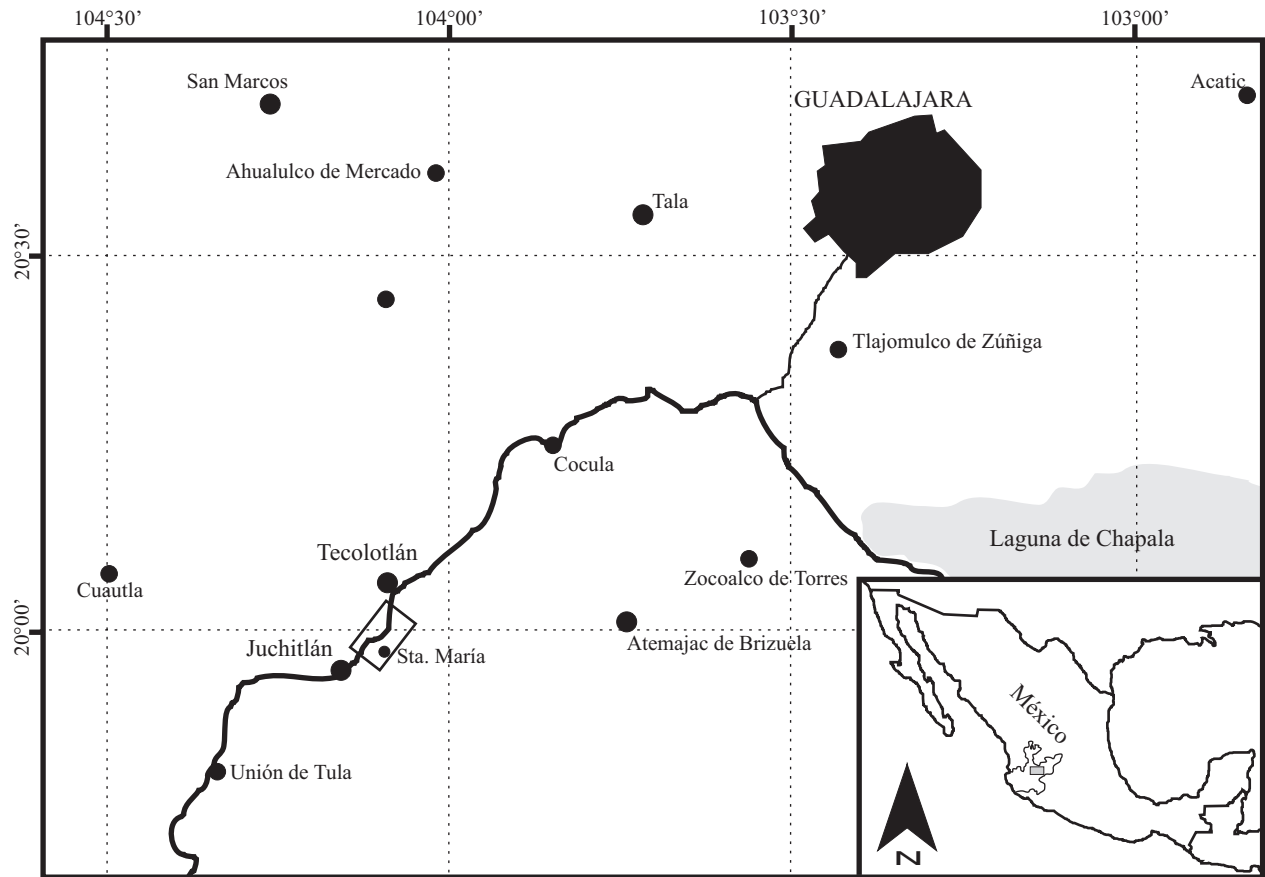 104°30’
104°00’
103°30’
103°00’
San Marcos
Acatic
GUADALAJARA
Ahualulco de Mercado
Tala
20°30’
Tlajomulco de Zúñiga
Cocula
Laguna de Chapala
Tecolotlán
Zocoalco de Torres
Cuautla
20°00’
Juchitlán
Sta. María
Atemajac de Brizuela
México
Unión de Tula
N